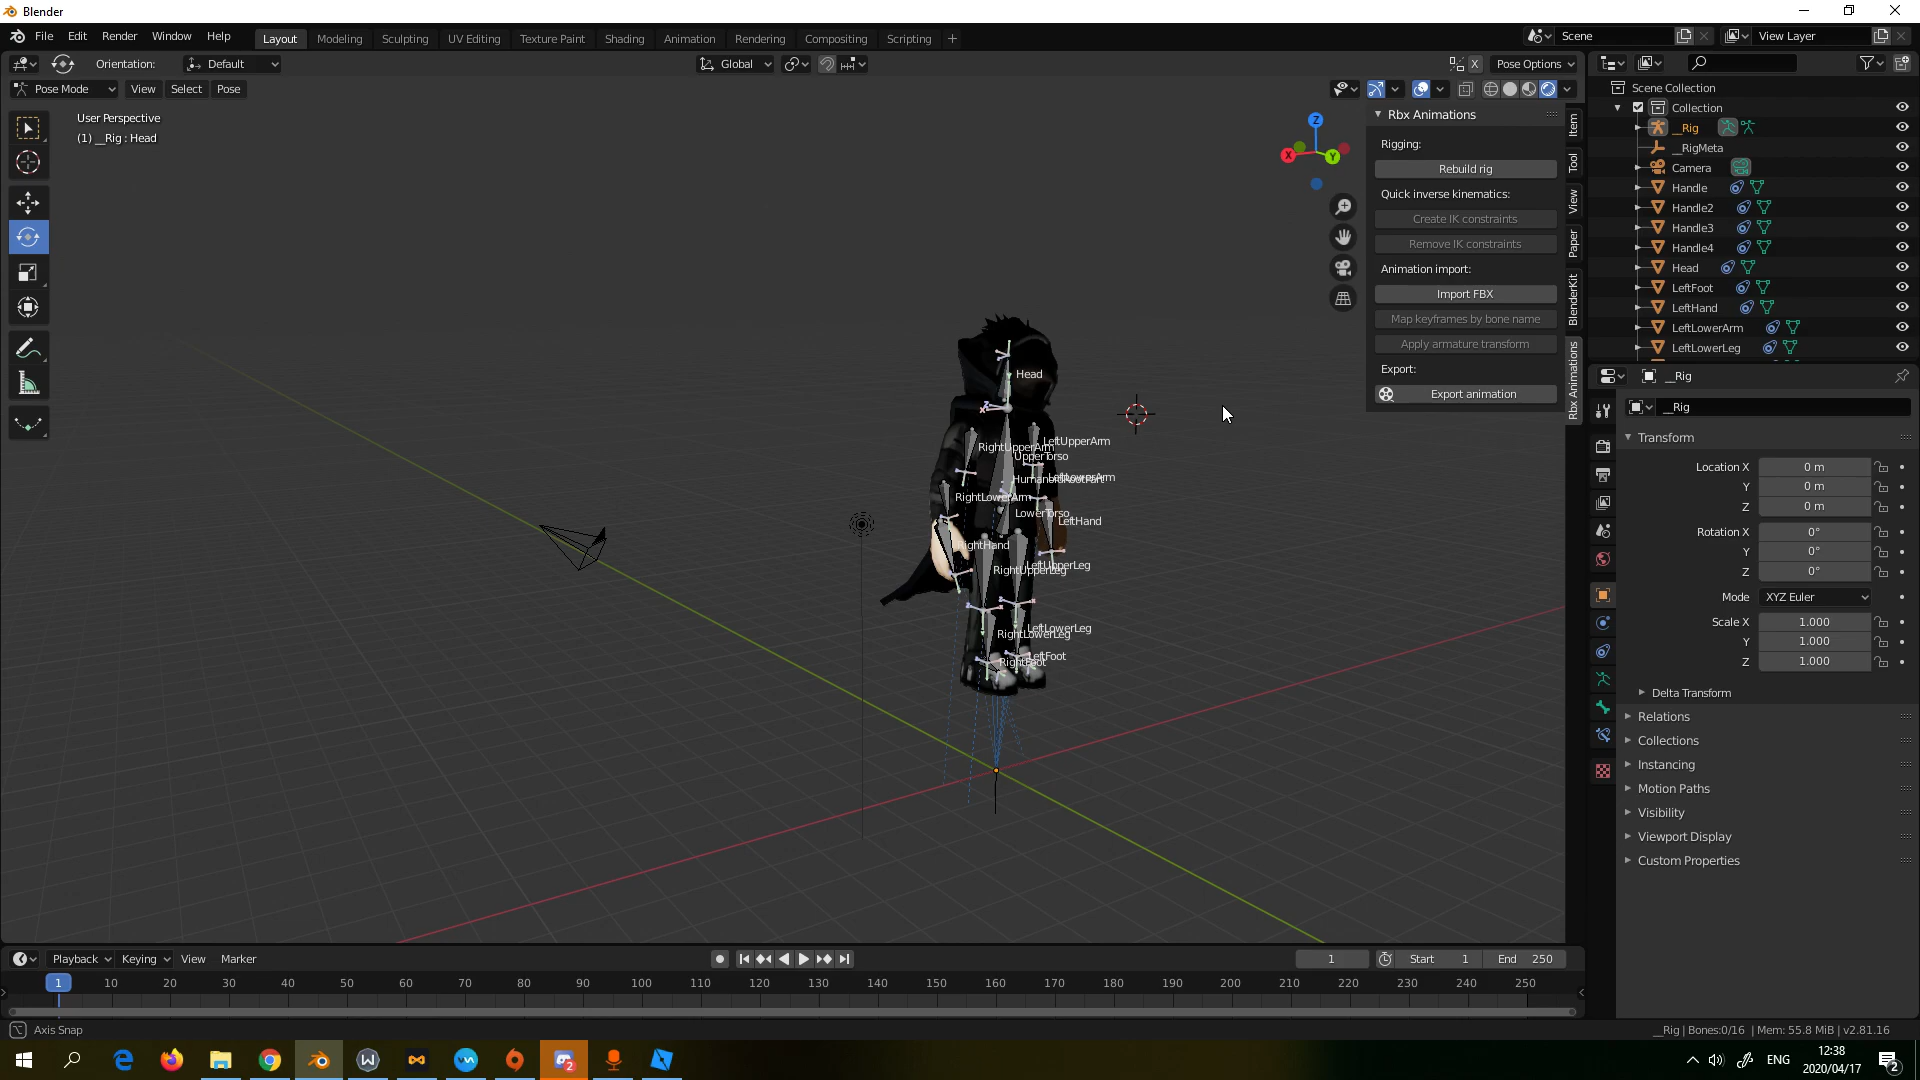 Blender
File Edit Render Window Help
Layout Modeling Sculpting UV Editing Texture Paint Shading Animation Rendering Compositing Scripting +
Scene
View Layer
Orientation: Default
Global
X
Pose Options
Pose Mode View Select Pose
User Perspective
(1) __Rig : Head
Z
X
Y
Rbx Animations
Rigging:
Rebuild rig
Quick inverse kinematics:
Create IK constraints
Remove IK constraints
Animation import:
Import FBX
Map keyframes by bone name
Apply armature transform
Export:
Export animation
Item
Tool
View
Paper
BlenderKit
Rbx Animations
Scene Collection
Collection
__Rig
__RigMeta
Camera
Handle
Handle2
Handle3
Handle4
Head
LeftFoot
LeftHand
LeftLowerArm
LeftLowerLeg
Head
LeftUpperArm
RightUpperArm
UpperTorso
LeftLowerArm
HumanoidRootPart
RightLowerArm
LowerTorso
LeftHand
RightHand
LeftUpperLeg
RightUpperLeg
LeftLowerLeg
RightLowerLeg
LeftFoot
RightFoot
__Rig
__Rig
Transform
Location X 0 m
Y 0 m
Z 0 m
Rotation X 0°
Y 0°
Z 0°
Mode XYZ Euler
Scale X 1.000
Y 1.000
Z 1.000
Delta Transform
Relations
Collections
Instancing
Motion Paths
Visibility
Viewport Display
Custom Properties
Playback Keying View Marker
1 Start 1 End 250
1 10 20 30 40 50 60 70 80 90 100 110 120 130 140 150 160 170 180 190 200 210 220 230 240 250
Axis Snap
__Rig | Bones:0/16 | Mem: 55.8 MiB | v2.81.16
2
ENG
12:38
2020/04/17
2